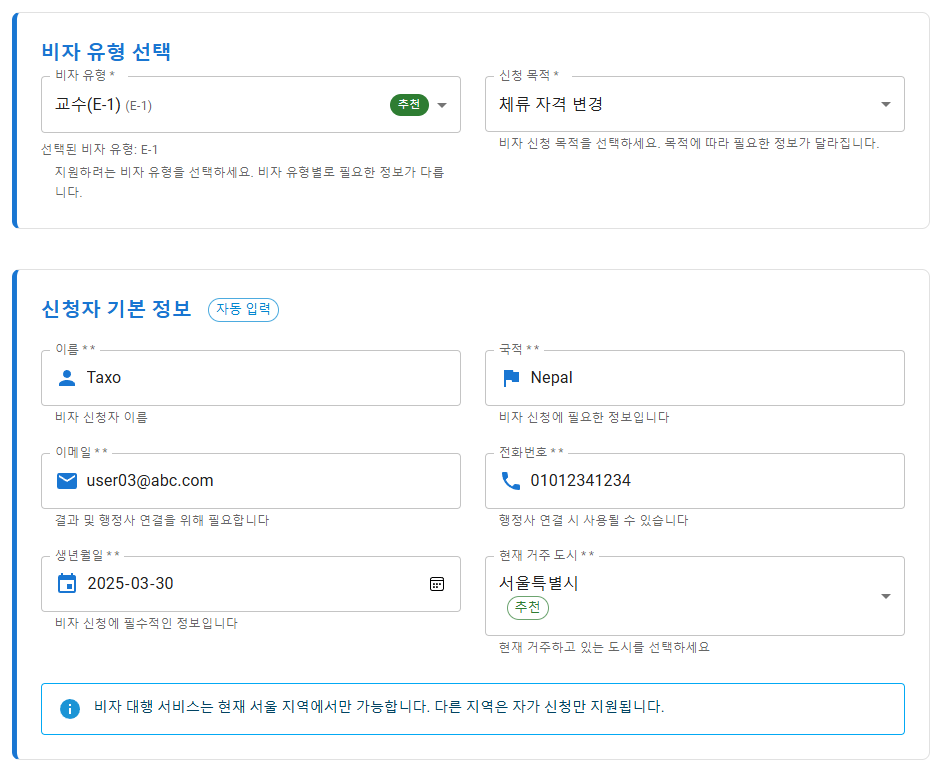 비자 유형 선택
비자 유형 *
교수(E-1) (E-1)
추천
선택된 비자 유형: E-1
지원하려는 비자 유형을 선택하세요. 비자 유형별로 필요한 정보가 다릅
니다.
신청 목적 *
체류 자격 변경
비자 신청 목적을 선택하세요. 목적에 따라 필요한 정보가 달라집니다.
신청자 기본 정보
자동 입력
이름 * *
Taxo
비자 신청자 이름
국적 * *
Nepal
비자 신청에 필요한 정보입니다
이메일 * *
user03@abc.com
결과 및 행정사 연결을 위해 필요합니다
전화번호 * *
01012341234
행정사 연결 시 사용될 수 있습니다
생년월일 * *
2025-03-30
비자 신청에 필수적인 정보입니다
현재 거주 도시 * *
서울특별시
추천
현재 거주하고 있는 도시를 선택하세요
비자 대행 서비스는 현재 서울 지역에서만 가능합니다. 다른 지역은 자가 신청만 지원됩니다.